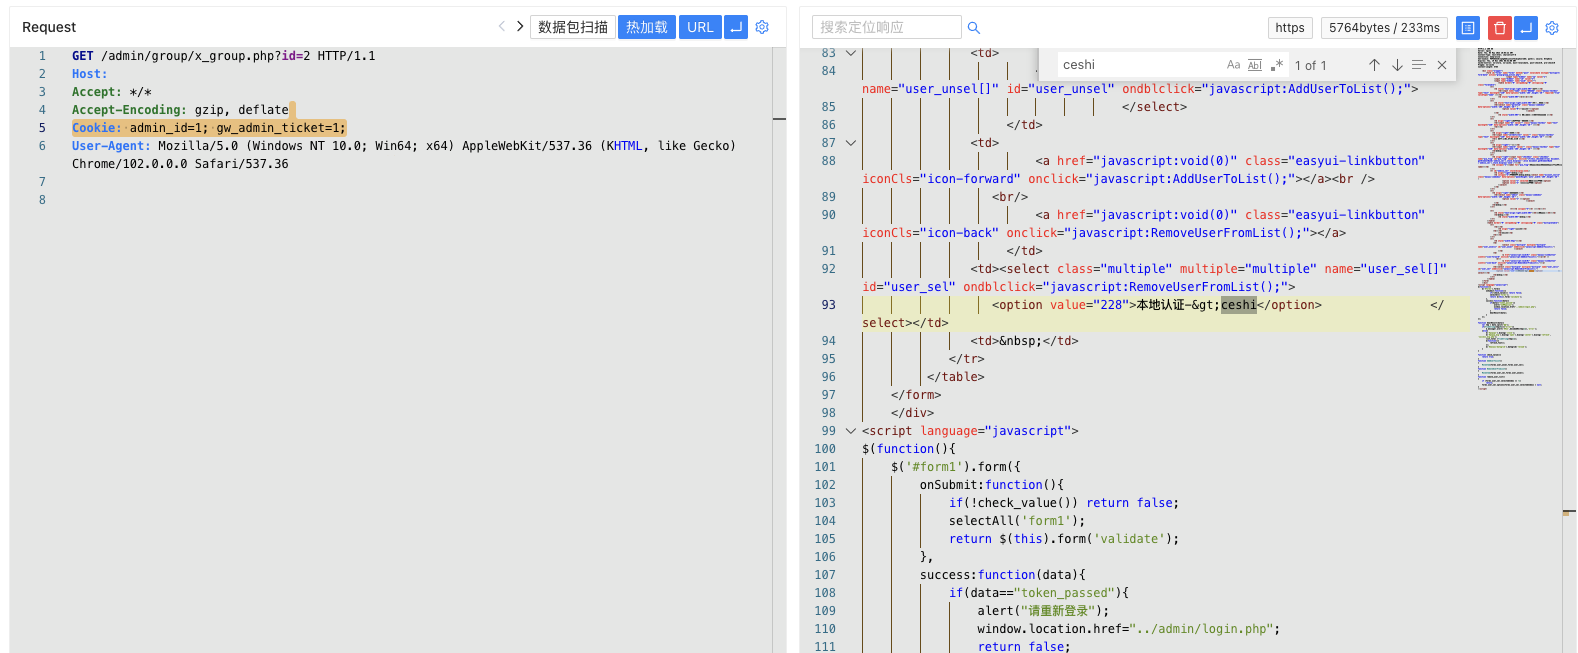 Request
数据包扫描
热加载
URL
搜索定位响应
https
5764bytes / 233ms
1 GET /admin/group/x_group.php?id=2 HTTP/1.1
2 Host:
3 Accept: */*
4 Accept-Encoding: gzip, deflate
5 Cookie: admin_id=1; gw_admin_ticket=1;
6 User-Agent: Mozilla/5.0 (Windows NT 10.0; Win64; x64) AppleWebKit/537.36 (KHTML, like Gecko)
Chrome/102.0.0.0 Safari/537.36
7
8
ceshi
Aa
Abl
1 of 1
83 <td>
84
name="user_unsel[]" id="user_unsel" ondblclick="javascript:AddUserToList();">
85 </select>
86 </td>
87 <td>
88 <a href="javascript:void(0)" class="easyui-linkbutton"
iconCls="icon-forward" onclick="javascript:AddUserToList();"></a><br />
89 <br/>
90 <a href="javascript:void(0)" class="easyui-linkbutton"
iconCls="icon-back" onclick="javascript:RemoveUserFromList();"></a>
91 </td>
92 <td><select class="multiple" multiple="multiple" name="user_sel[]"
id="user_sel" ondblclick="javascript:RemoveUserFromList();">
93 <option value="228">本地认证-&gt;ceshi</option> </
select></td>
94 <td>&nbsp;</td>
95 </tr>
96 </table>
97 </form>
98 </div>
99 <script language="javascript">
100 $(function(){
101 $('#form1').form({
102 onSubmit:function(){
103 if(!check_value()) return false;
104 selectAll('form1');
105 return $(this).form('validate');
106 },
107 success:function(data){
108 if(data=="token_passed"){
109 alert("请重新登录");
110 window.location.href="../admin/login.php";
111 return false;